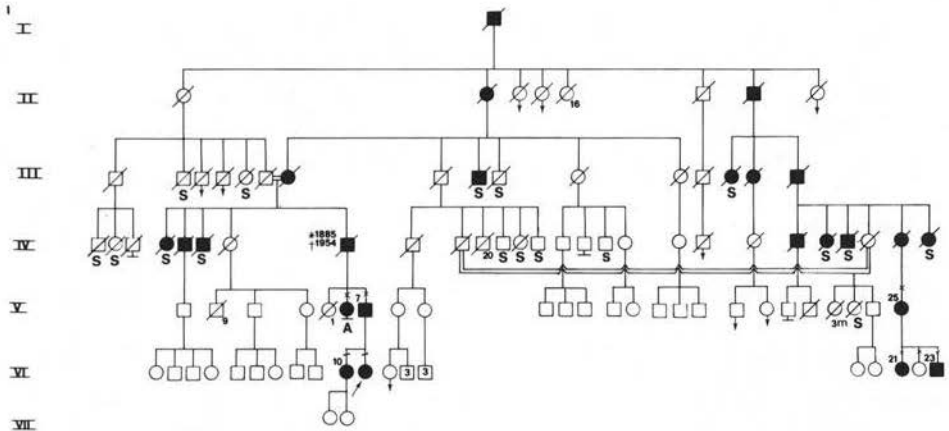 I
I
II
16
III
S S S S S
IV
*1885
†1954
S S S S S S 20 S S S S S S S
V
9 1 7 A 3m S 25
VI
10 3 3 21 23
VII